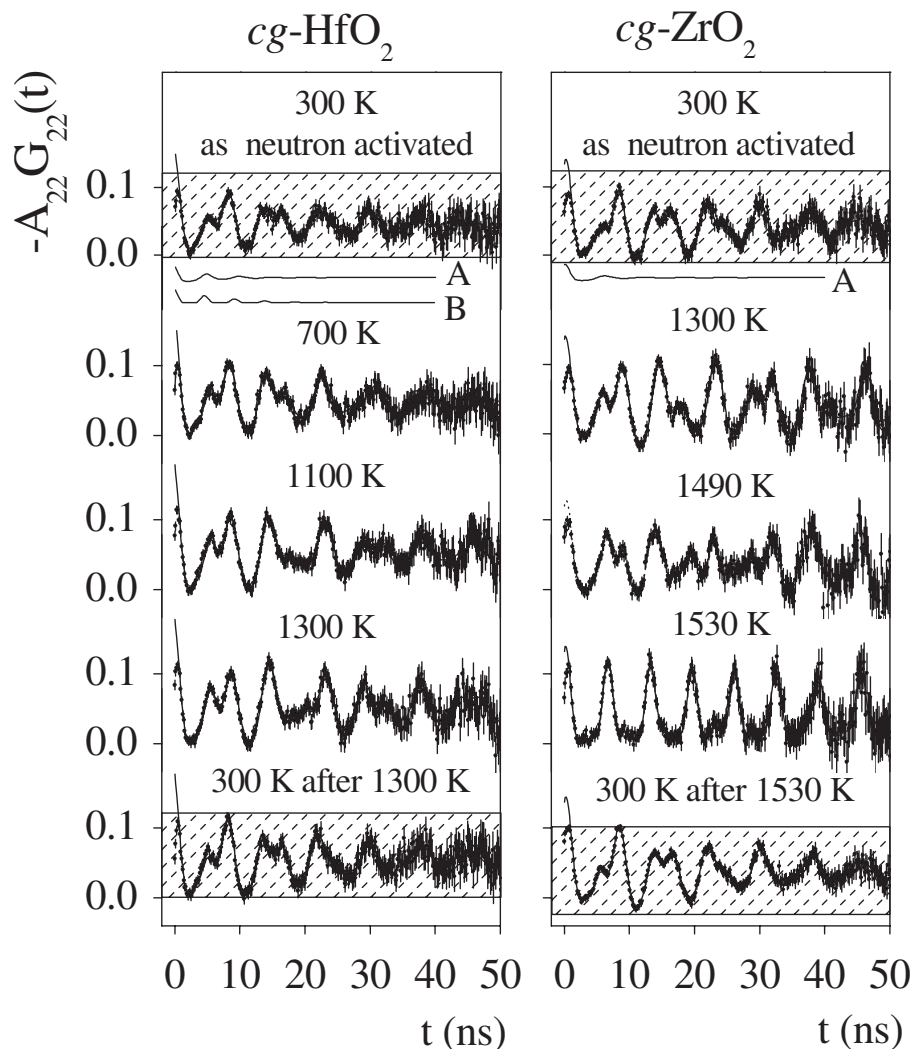 cg-HfO2
cg-ZrO2
-A22G22(t)
300 K
as neutron activated
0.1
0.0
A
B
700 K
0.1
0.0
1100 K
0.1
0.0
1300 K
0.1
0.0
300 K after 1300 K
0.1
0.0
0 10 20 30 40 50
t (ns)
300 K
as neutron activated
A
1300 K
1490 K
1530 K
300 K after 1530 K
0 10 20 30 40 50
t (ns)